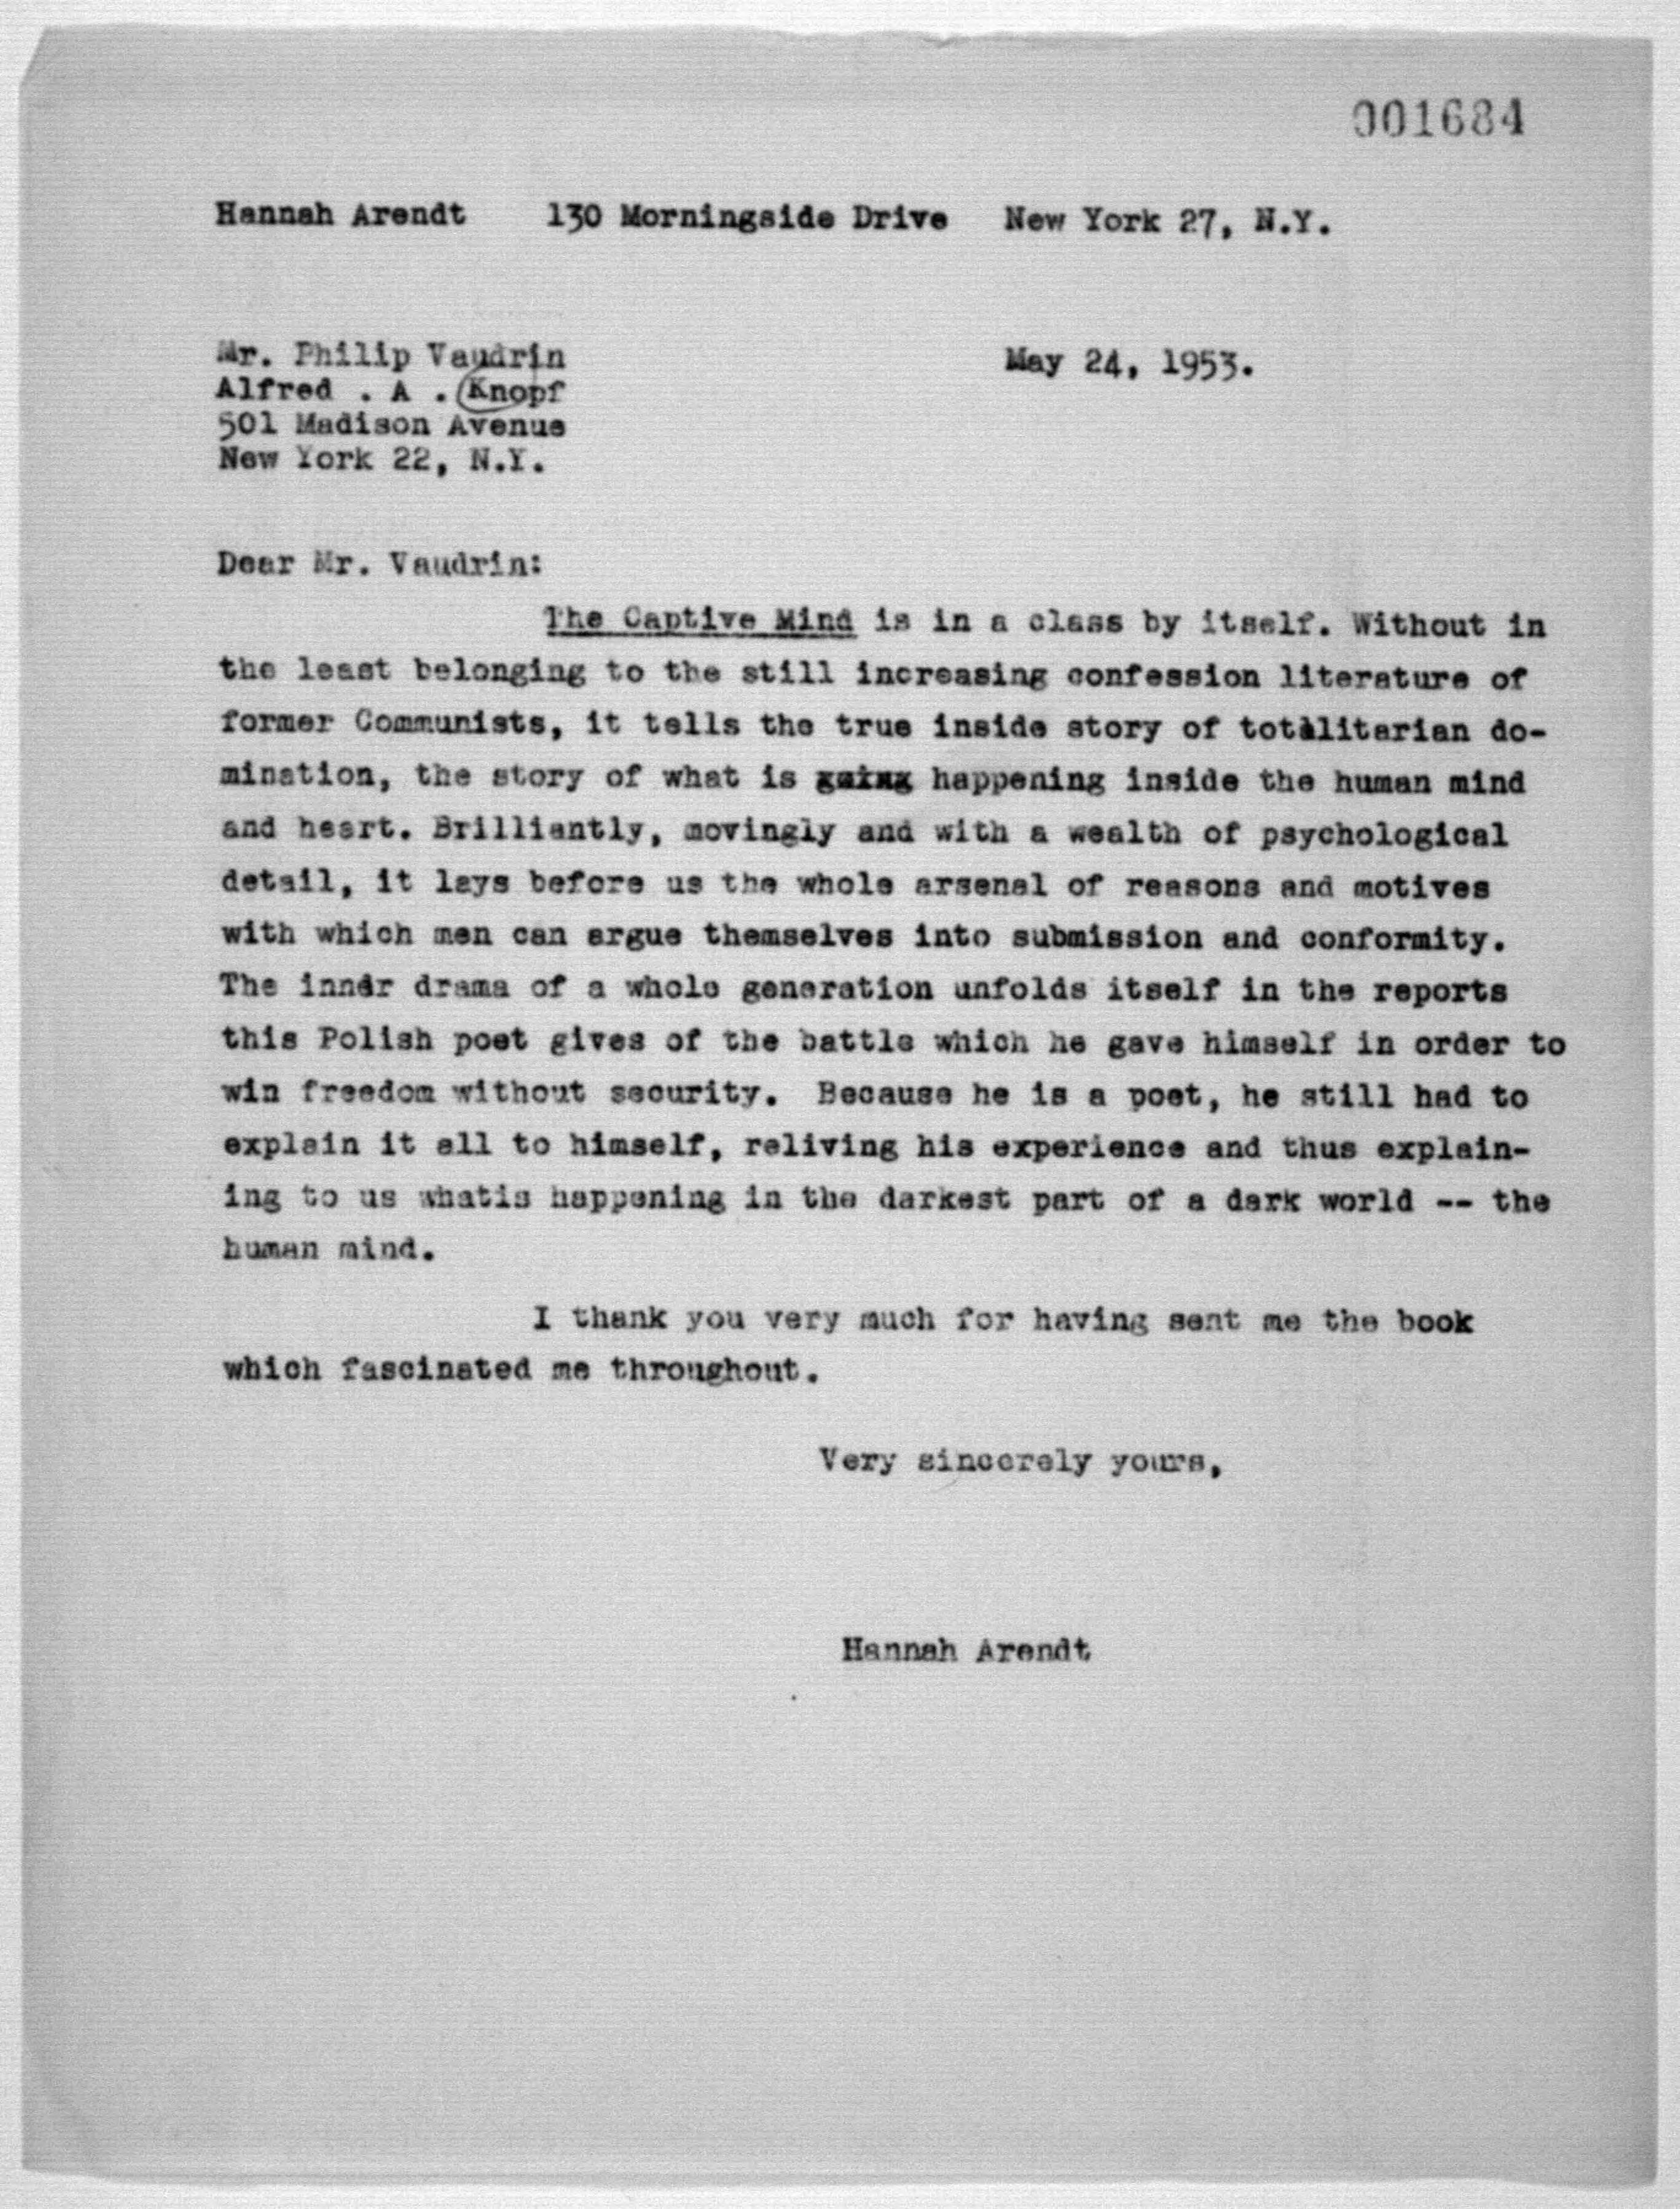 001684
Hannah Arendt 130 Morningside Drive New York 27, N.Y.
Mr. Philip Vaudrin
May 24, 1953.
Alfred . A . Knopf
501 Madison Avenue
New York 22, N.Y.
Dear Mr. Vaudrin:
The Captive Mind is in a class by itself. Without in
the least belonging to the still increasing confession literature of
former Communists, it tells the true inside story of totalitarian do-
mination, the story of what is happening inside the human mind
and heart. Brilliantly, movingly and with a wealth of psychological
detail, it lays before us the whole arsenal of reasons and motives
with which men can argue themselves into submission and conformity.
The inner drama of a whole generation unfolds itself in the reports
this Polish poet gives of the battle which he gave himself in order to
win freedom without security. Because he is a poet, he still had to
explain it all to himself, reliving his experience and thus explain-
ing to us whatis happening in the darkest part of a dark world -- the
human mind.
I thank you very much for having sent me the book
which fascinated me throughout.
Very sincerely yours,
Hannah Arendt